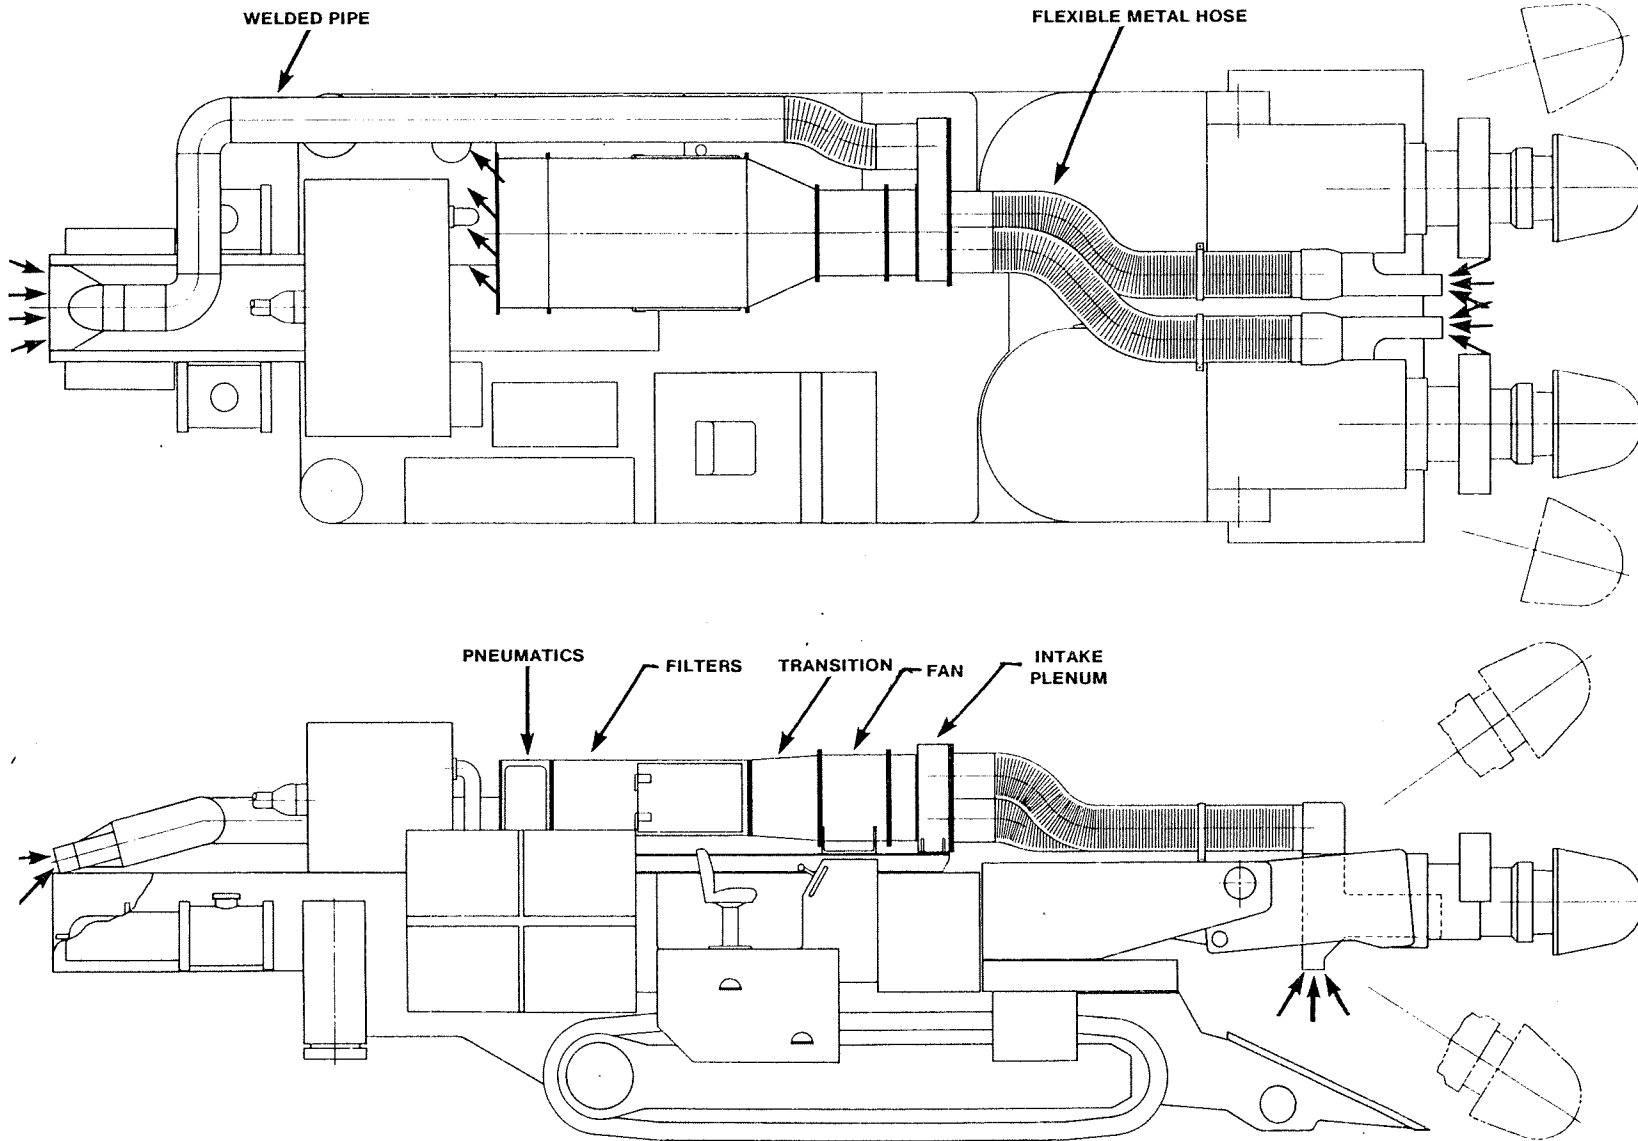 WELDED PIPE
FLEXIBLE METAL HOSE
PNEUMATICS
FILTERS
TRANSITION
FAN
INTAKE
PLENUM